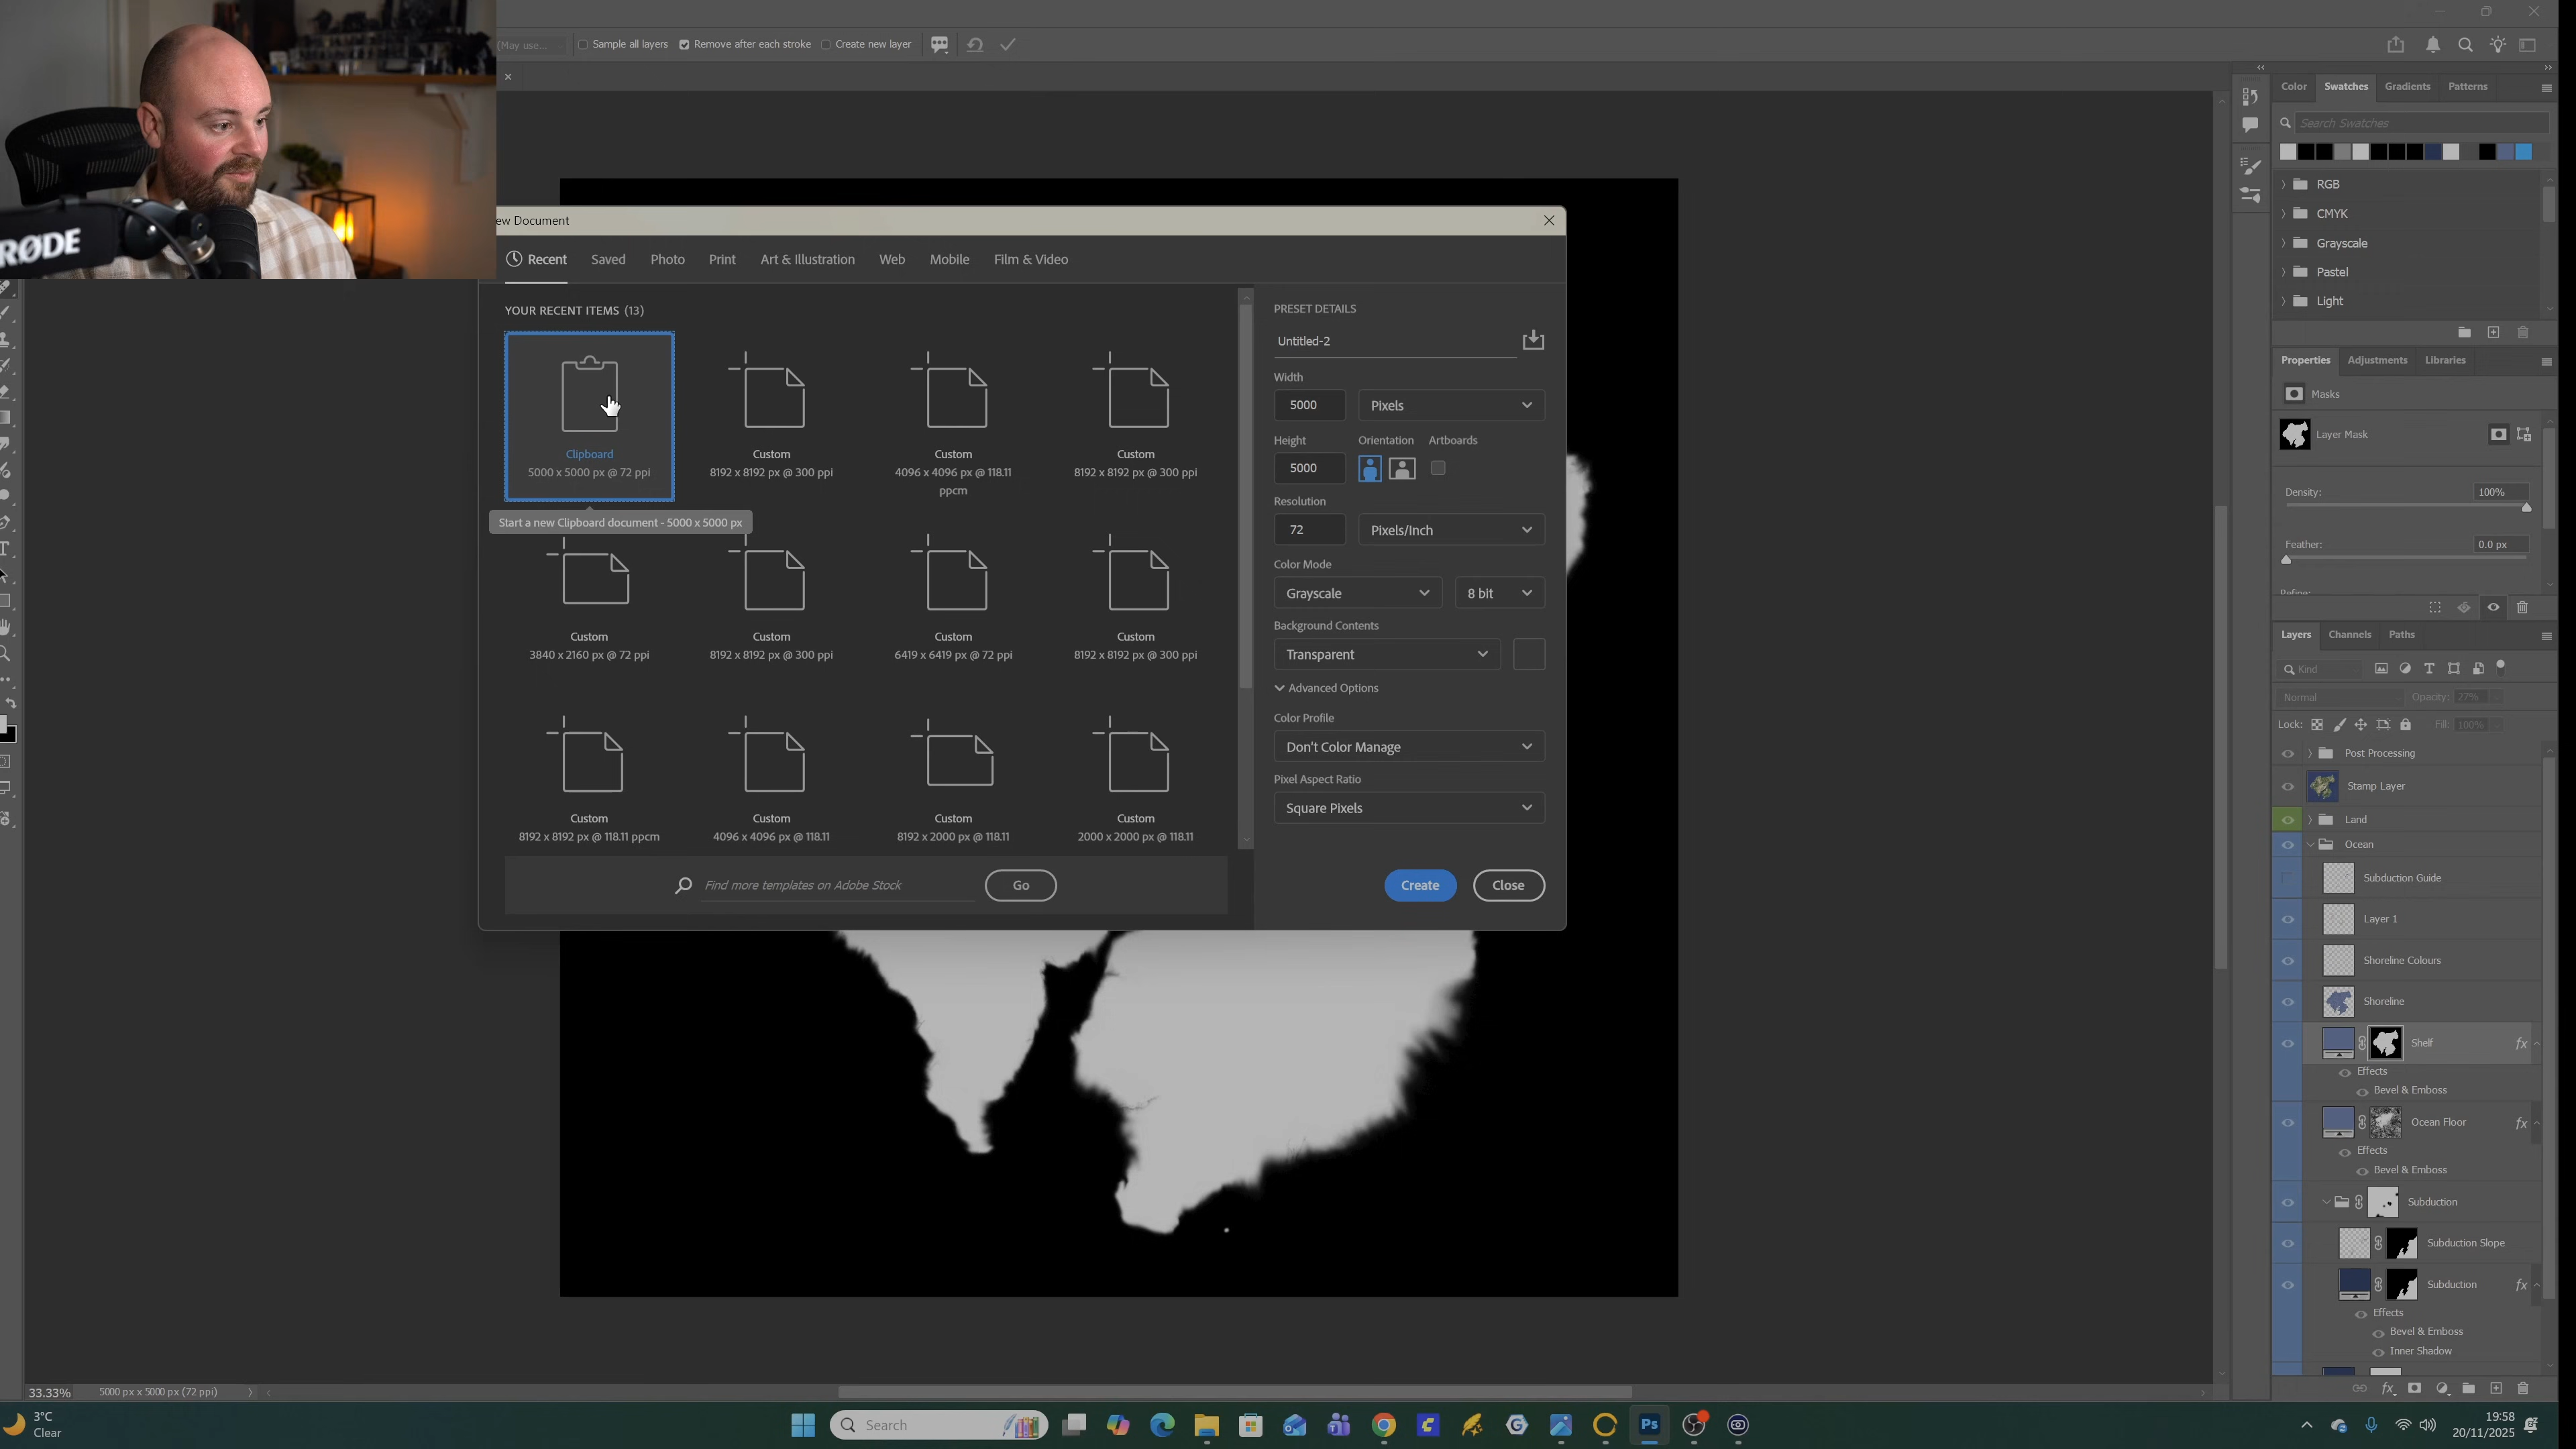 (May use...
Sample all layers
Remove after each stroke
Create new layer
RØDE
ew Document
Recent
Saved
Photo
Print
Art & Illustration
Web
Mobile
Film & Video
YOUR RECENT ITEMS (13)
Clipboard
5000 x 5000 px @ 72 ppi
Custom
8192 x 8192 px @ 300 ppi
Custom
4096 x 4096 px @ 118.11
ppcm
Custom
8192 x 8192 px @ 300 ppi
Start a new Clipboard document - 5000 x 5000 px
Custom
3840 x 2160 px @ 72 ppi
Custom
8192 x 8192 px @ 300 ppi
Custom
6419 x 6419 px @ 72 ppi
Custom
8192 x 8192 px @ 300 ppi
Custom
8192 x 8192 px @ 118.11 ppcm
Custom
4096 x 4096 px @ 118.11
Custom
8192 x 2000 px @ 118.11
Custom
2000 x 2000 px @ 118.11
Find more templates on Adobe Stock
Go
PRESET DETAILS
Untitled-2
Width
5000
Pixels
Height
Orientation
Artboards
5000
Resolution
72
Pixels/Inch
Color Mode
Grayscale
8 bit
Background Contents
Transparent
Advanced Options
Color Profile
Don't Color Manage
Pixel Aspect Ratio
Square Pixels
Create
Close
Color
Swatches
Gradients
Patterns
Search Swatches
RGB
CMYK
Grayscale
Pastel
Light
Properties
Adjustments
Libraries
Masks
Layer Mask
Density:
100%
Feather:
0.0 px
Refine:
Layers
Channels
Paths
Kind
Normal
Opacity: 27%
Lock:
Fill: 100%
Post Processing
Stamp Layer
Land
Ocean
Subduction Guide
Layer 1
Shoreline Colours
Shoreline
Shelf
fx
Effects
Bevel & Emboss
Ocean Floor
fx
Effects
Bevel & Emboss
Subduction
Subduction Slope
Subduction
fx
Effects
Bevel & Emboss
Inner Shadow
fx
33.33%
5000 px x 5000 px (72 ppi)
3°C
Clear
Search
Ps
19:58
20/11/2025